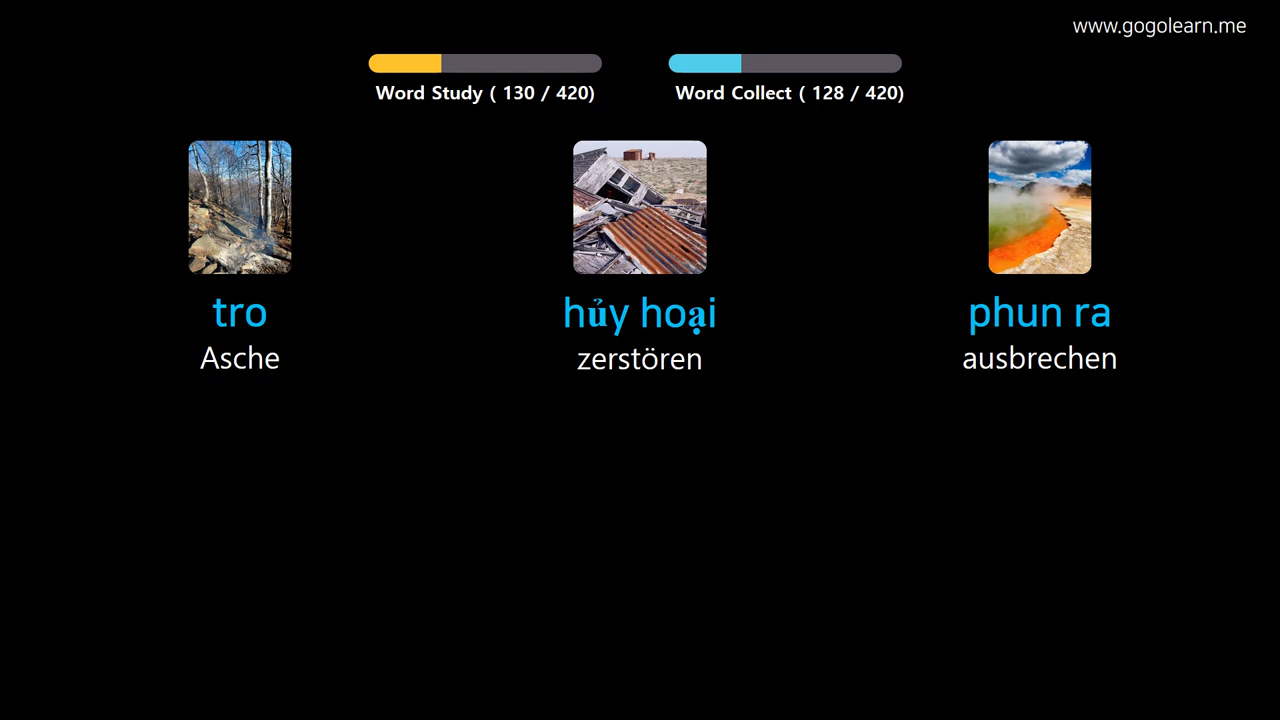 www.gogolearn.me
Word Study ( 130 / 420)
Word Collect ( 128 / 420)
tro
hủy hoại
phun ra
Asche
zerstören
ausbrechen